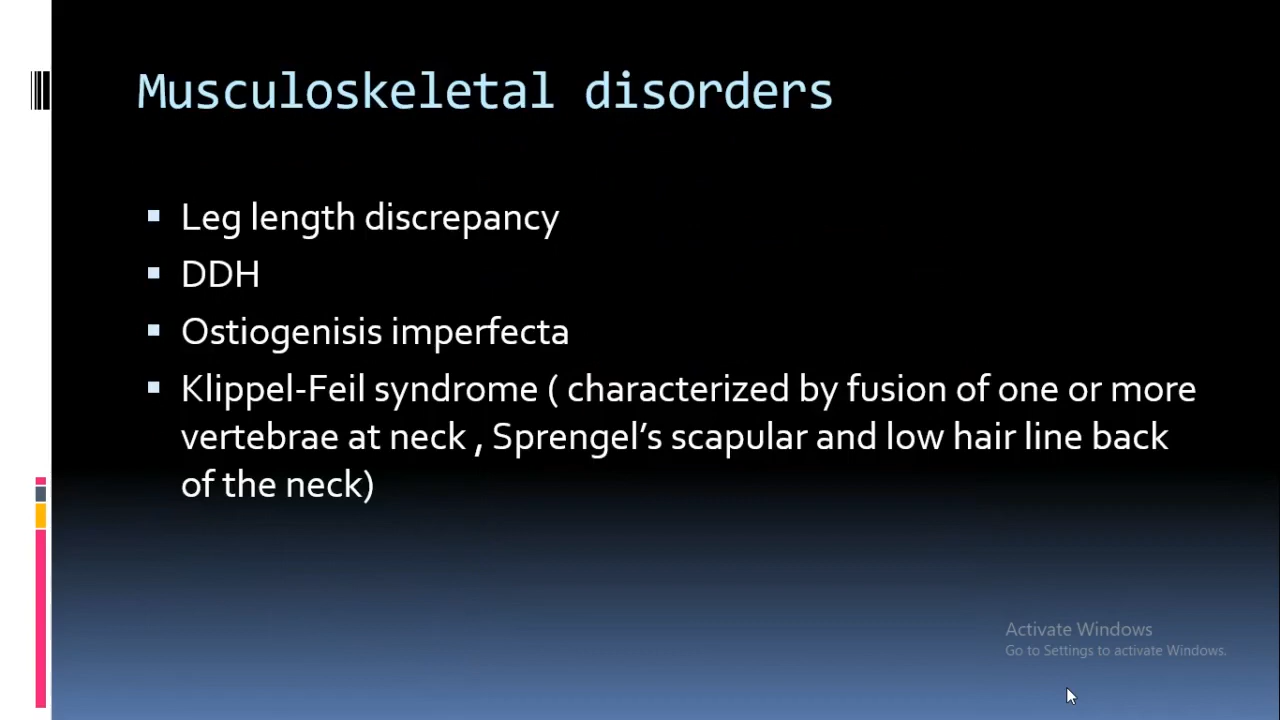 Musculoskeletal disorders
Leg length discrepancy
DDH
Ostiogenisis imperfecta
Klippel-Feil syndrome ( characterized by fusion of one or more
vertebrae at neck , Sprengel’s scapular and low hair line back
of the neck)
Activate Windows
Go to Settings to activate Windows.